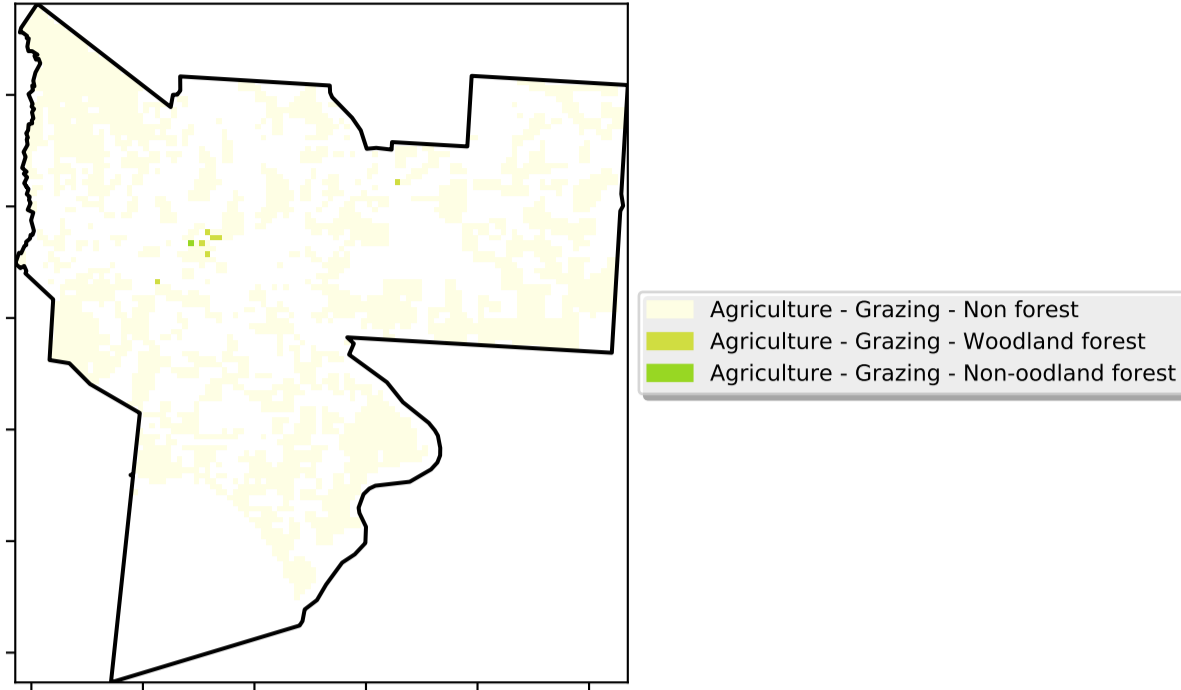 Agriculture - Grazing - Non forest
Agriculture - Grazing - Woodland forest
Agriculture - Grazing - Non-oodland forest